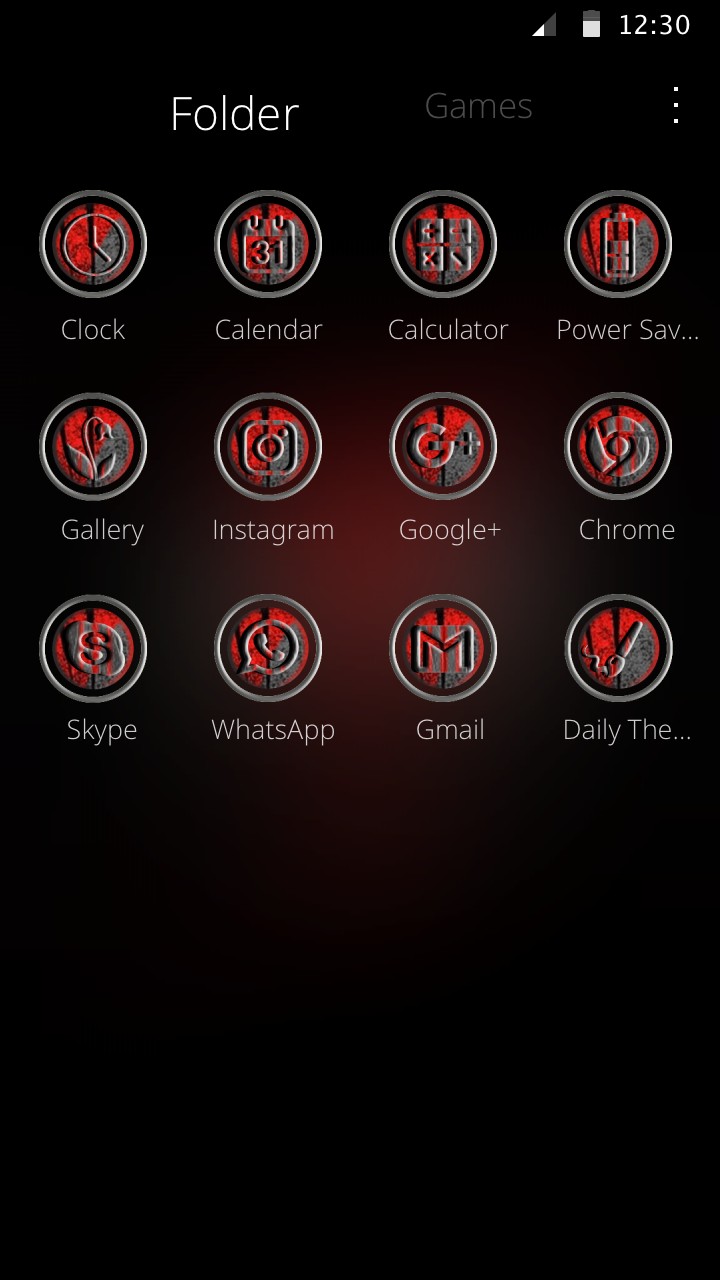 12:30
Folder Games
31
Clock Calendar Calculator Power Sav...
G+
Gallery Instagram Google+ Chrome
S M
Skype WhatsApp Gmail Daily The...